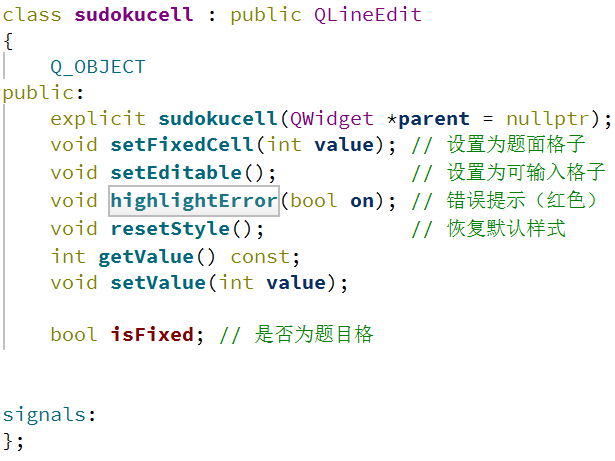 class sudokucell : public QLineEdit
{
    Q_OBJECT
public:
    explicit sudokucell(QWidget *parent = nullptr);
    void setFixedCell(int value); // 设置为题面格子
    void setEditable();           // 设置为可输入格子
    void highlightError(bool on); // 错误提示（红色）
    void resetStyle();            // 恢复默认样式
    int getValue() const;
    void setValue(int value);
    bool isFixed; // 是否为题目格
signals:
};